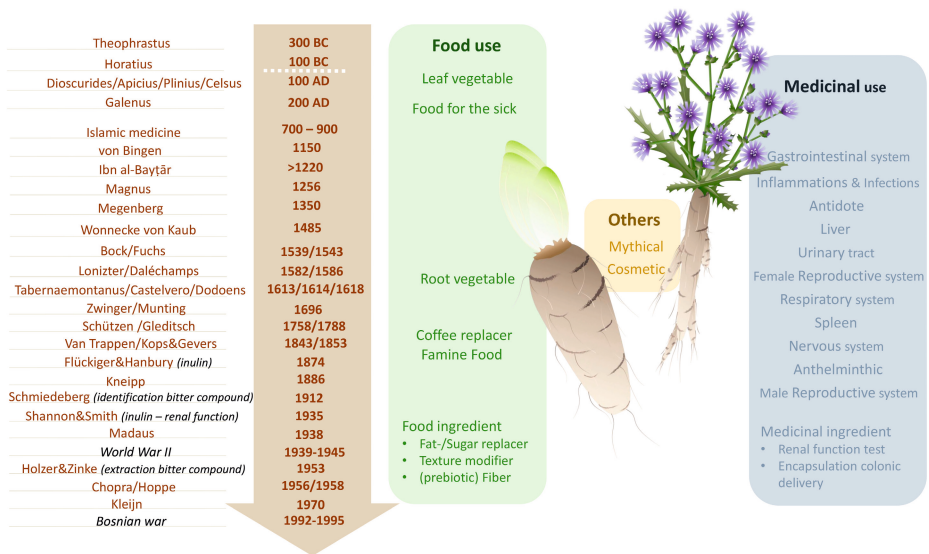 Theophrastus 300 BC
Horatius 100 BC
Dioscurides/Apicius/Plinius/Celsus 100 AD
Galenus 200 AD
Islamic medicine 700 – 900
von Bingen 1150
Ibn al-Bayṭār >1220
Magnus 1256
Megenberg 1350
Wonnecke von Kaub 1485
Bock/Fuchs 1539/1543
Lonizter/Daléchamps 1582/1586
Tabernaemontanus/Castelvero/Dodoens 1613/1614/1618
Zwinger/Munting 1696
Schützen /Gleditsch 1758/1788
Van Trappen/Kops&Gevers 1843/1853
Flückiger&Hanbury (inulin) 1874
Kneipp 1886
Schmiedeberg (identification bitter compound) 1912
Shannon&Smith (inulin – renal function) 1935
Madaus 1938
World War II 1939-1945
Holzer&Zinke (extraction bitter compound) 1953
Chopra/Hoppe 1956/1958
Kleijn 1970
Bosnian war 1992-1995
Food use
Leaf vegetable
Food for the sick
Root vegetable
Coffee replacer
Famine Food
Food ingredient
• Fat-/Sugar replacer
• Texture modifier
• (prebiotic) Fiber
Others
Mythical
Cosmetic
Medicinal use
Gastrointestinal system
Inflammations & Infections
Antidote
Liver
Urinary tract
Female Reproductive system
Respiratory system
Spleen
Nervous system
Anthelminthic
Male Reproductive system
Medicinal ingredient
• Renal function test
• Encapsulation colonic
delivery